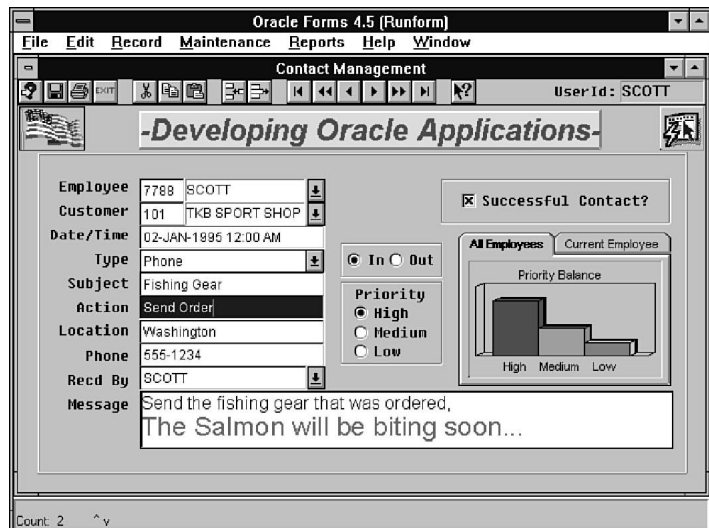 Oracle Forms 4.5 (Runform)
File Edit Record Maintenance Reports Help Window
Contact Management
EXIT UserId: SCOTT
-Developing Oracle Applications-
Employee 7788 SCOTT
Customer 101 TKB SPORT SHOP
Successful Contact?
Date/Time 02-JAN-1995 12:00 AM
Type Phone
In Out
All Employees Current Employee
Subject Fishing Gear
Priority Balance
Action Send Order
Priority
High
Location Washington
Medium
Phone 555-1234
Low
High Medium Low
Recd By SCOTT
Message Send the fishing gear that was ordered,
The Salmon will be biting soon...
Count: 2 ^ v